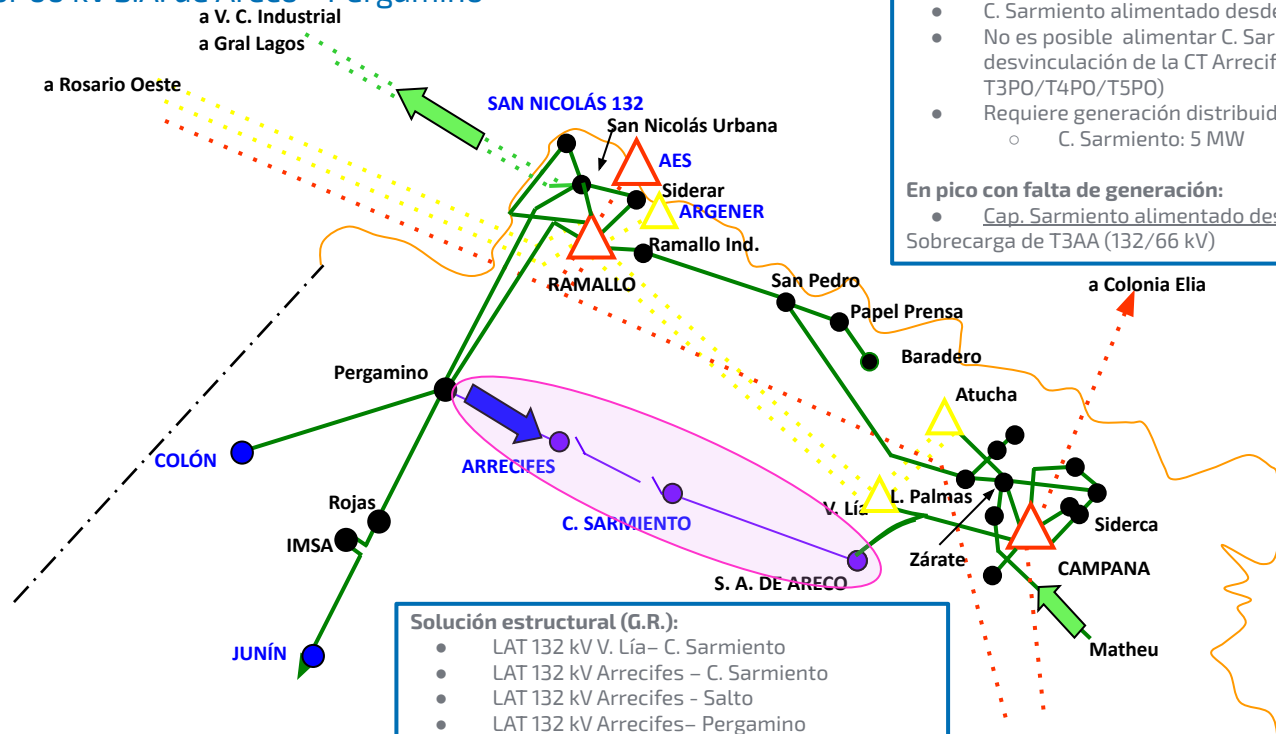 66 kV S.A. de Areco – Pergamino
a V. C. Industrial
a Gral Lagos
a Rosario Oeste
SAN NICOLÁS 132
San Nicolás Urbana
AES
Siderar
ARGENER
Ramallo Ind.
RAMALLO
● C. Sarmiento alimentado desde
● No es posible alimentar C. Sar
desvinculación de la CT Arrecif
T3PO/T4PO/T5PO)
● Requiere generación distribuid
○ C. Sarmiento: 5 MW
En pico con falta de generación:
● Cap. Sarmiento alimentado des
Sobrecarga de T3AA (132/66 kV)
a Colonia Elia
San Pedro
Papel Prensa
Baradero
Pergamino
Atucha
COLÓN
ARRECIFES
Rojas
IMSA
C. SARMIENTO
V. Lía
L. Palmas
Siderca
Zárate
CAMPANA
S. A. DE ARECO
Matheu
JUNÍN
Solución estructural (G.R.):
● LAT 132 kV V. Lía– C. Sarmiento
● LAT 132 kV Arrecifes – C. Sarmiento
● LAT 132 kV Arrecifes - Salto
● LAT 132 kV Arrecifes– Pergamino